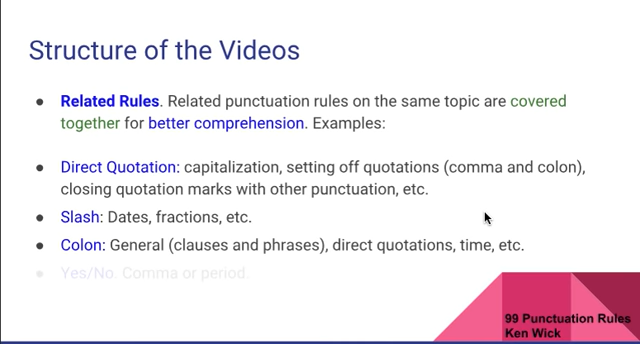 Structure of the Videos
● Related Rules. Related punctuation rules on the same topic are covered
together for better comprehension. Examples:
● Direct Quotation: capitalization, setting off quotations (comma and colon),
closing quotation marks with other punctuation, etc.
● Slash: Dates, fractions, etc.
● Colon: General (clauses and phrases), direct quotations, time, etc.
● Yes/No. Comma or period.
99 Punctuation Rules
Ken Wick